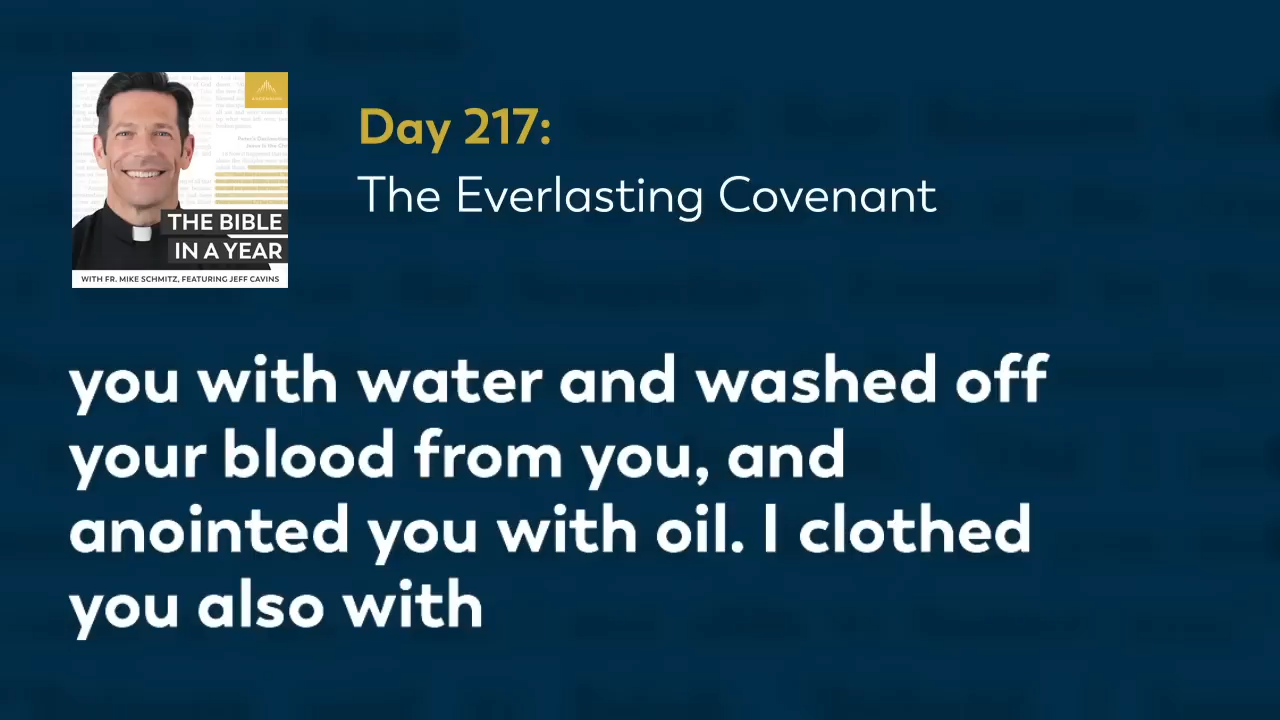 Day 217:
The Everlasting Covenant
THE BIBLE
IN A YEAR
WITH FR. MIKE SCHMITZ, FEATURING JEFF CAVINS
you with water and washed off
your blood from you, and
anointed you with oil. I clothed
you also with